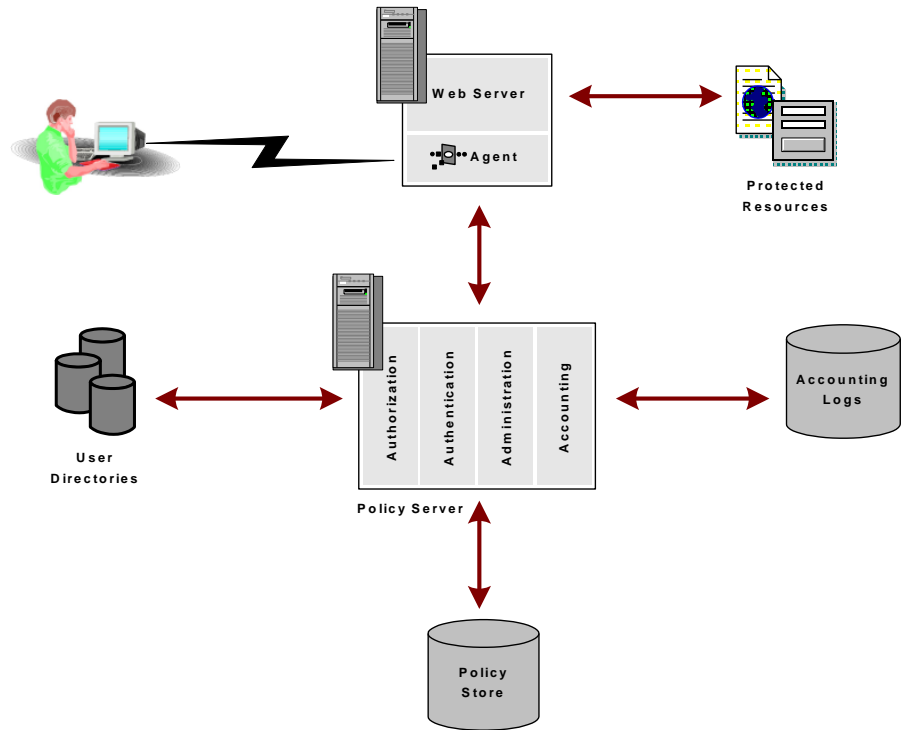 Web Server
Agent
Protected
Resources
Authorization
Authentication
Administration
Accounting
Accounting
Logs
User
Directories
Policy Server
Policy
Store